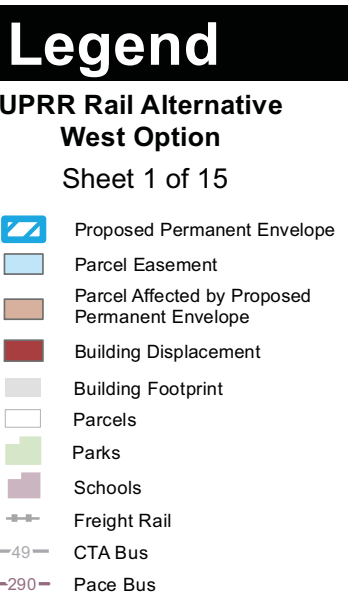 Legend
UPRR Rail Alternative
West Option
Sheet 1 of 15
Proposed Permanent Envelope
Parcel Easement
Parcel Affected by Proposed
Permanent Envelope
Building Displacement
Building Footprint
Parcels
Parks
Schools
Freight Rail
49 CTA Bus
290 Pace Bus